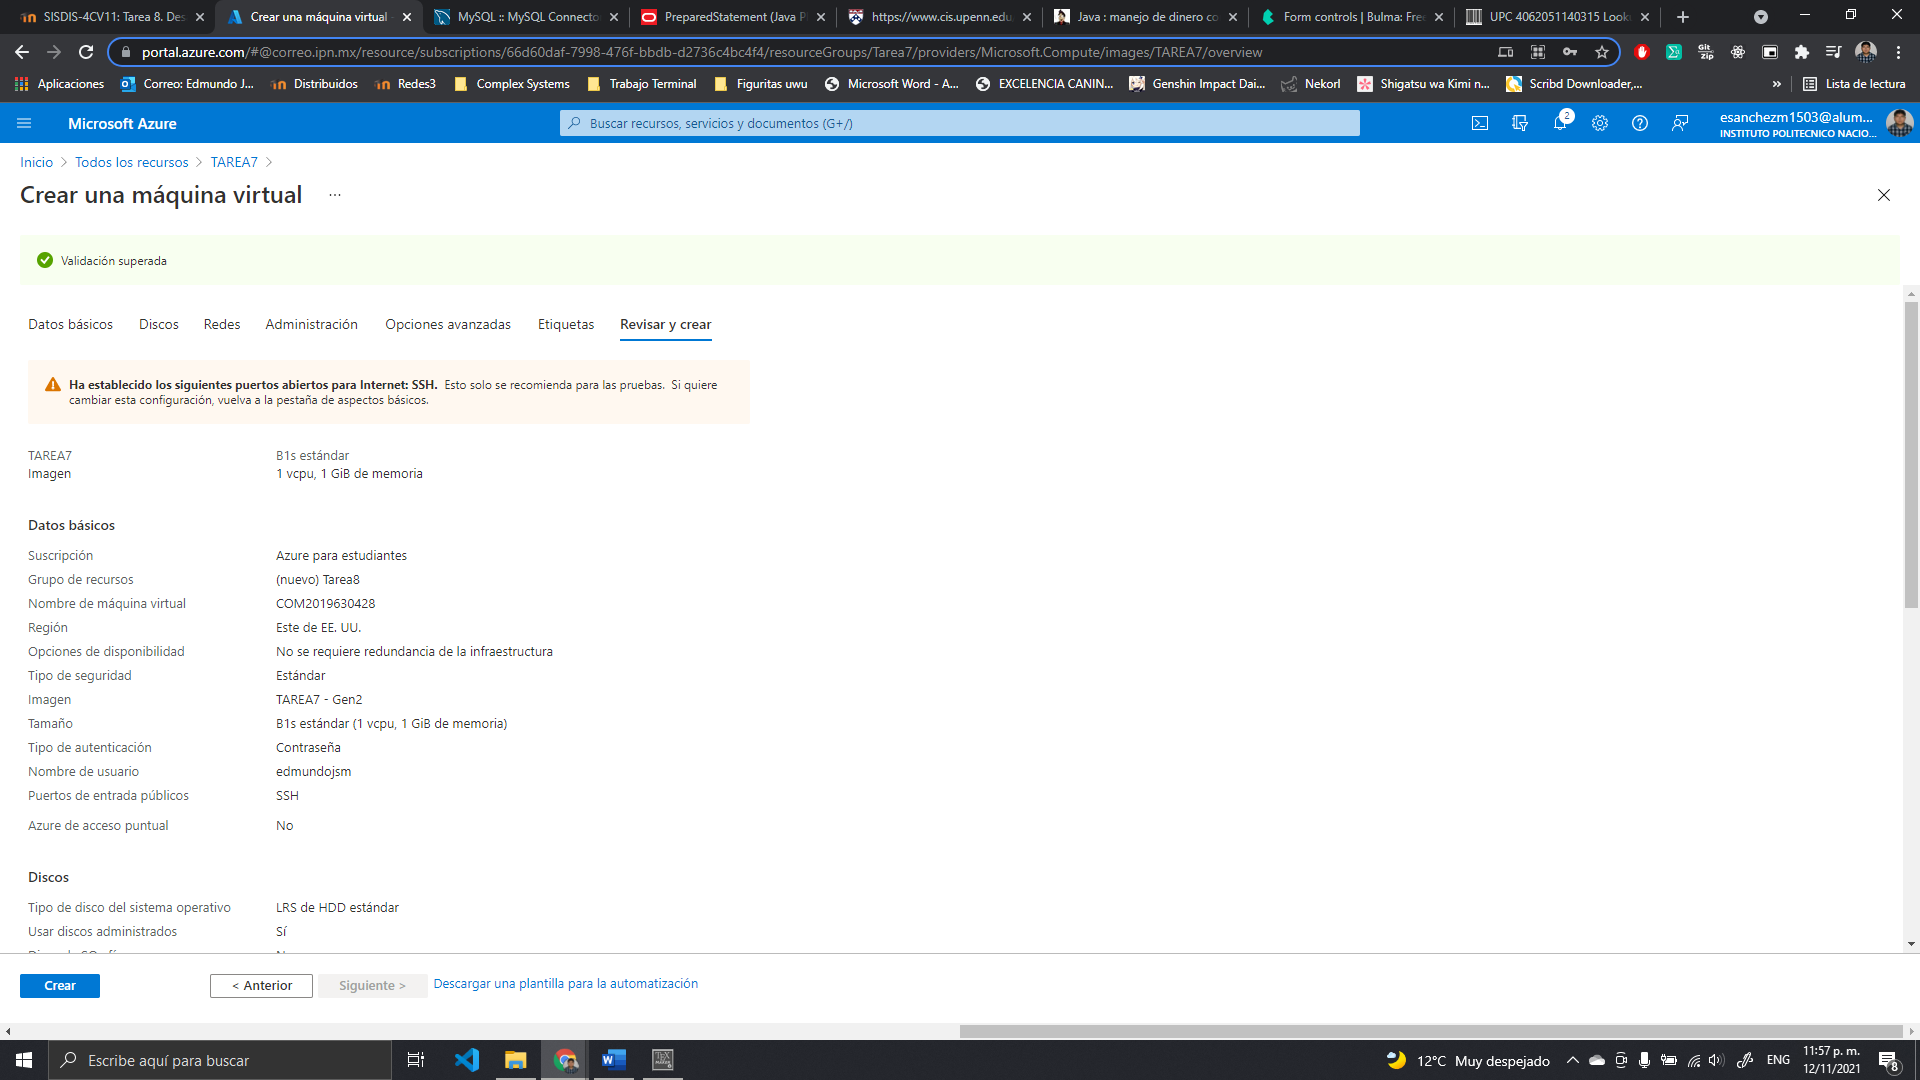 SISDIS-4CV11: Tarea 8. Des
Crear una máquina virtual
MySQL :: MySQL Connecto
PreparedStatement (Java P
https://www.cis.upenn.edu
Java : manejo de dinero co
Form controls | Bulma: Fre
UPC 4062051140315 Look
portal.azure.com/#@correo.ipn.mx/resource/subscriptions/66d60daf-7998-476f-bbdb-d2736c4bc4f4/resourceGroups/Tarea7/providers/Microsoft.Compute/images/TAREA7/overview
Aplicaciones
Correo: Edmundo J...
Distribuidos
Redes3
Complex Systems
Trabajo Terminal
Figuritas uwu
Microsoft Word - A...
EXCELENCIA CANIN...
Genshin Impact Dai...
Nekorl
Shigatsu wa Kimi n...
Scribd Downloader,...
»
Lista de lectura
Microsoft Azure
Buscar recursos, servicios y documentos (G+/)
2
esanchezm1503@alum...
INSTITUTO POLITECNICO NACIO...
Inicio > Todos los recursos > TAREA7 >
Crear una máquina virtual ...
Validación superada
Datos básicos Discos Redes Administración Opciones avanzadas Etiquetas Revisar y crear
Ha establecido los siguientes puertos abiertos para Internet: SSH. Esto solo se recomienda para las pruebas. Si quiere
cambiar esta configuración, vuelva a la pestaña de aspectos básicos.
TAREA7 B1s estándar
Imagen 1 vcpu, 1 GiB de memoria
Datos básicos
Suscripción Azure para estudiantes
Grupo de recursos (nuevo) Tarea8
Nombre de máquina virtual COM2019630428
Región Este de EE. UU.
Opciones de disponibilidad No se requiere redundancia de la infraestructura
Tipo de seguridad Estándar
Imagen TAREA7 - Gen2
Tamaño B1s estándar (1 vcpu, 1 GiB de memoria)
Tipo de autenticación Contraseña
Nombre de usuario edmundojsm
Puertos de entrada públicos SSH
Azure de acceso puntual No
Discos
Tipo de disco del sistema operativo LRS de HDD estándar
Usar discos administrados Sí
Crear < Anterior Siguiente > Descargar una plantilla para la automatización
Escribe aquí para buscar
12°C Muy despejado
ENG
11:57 p. m.
12/11/2021
8